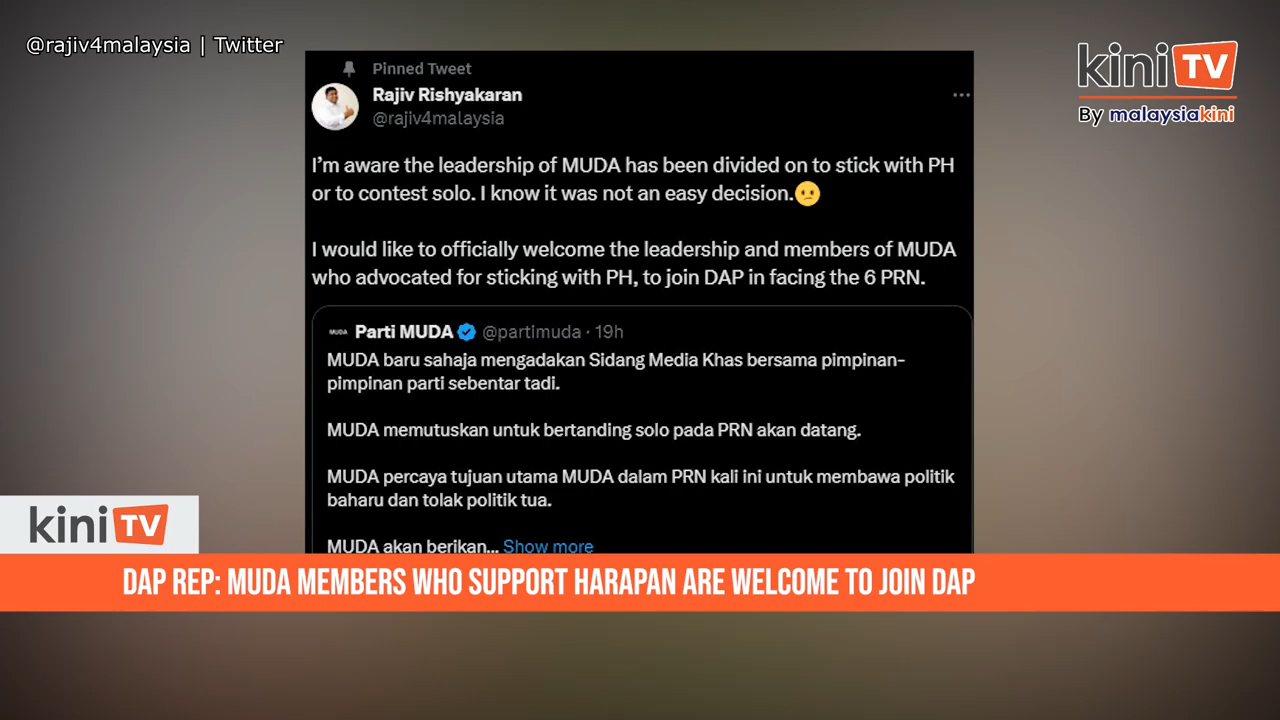 @rajiv4malaysia | Twitter
kini TV
By malaysiakini
Pinned Tweet
Rajiv Rishyakaran
@rajiv4malaysia
I'm aware the leadership of MUDA has been divided on to stick with PH
or to contest solo. I know it was not an easy decision.😕
I would like to officially welcome the leadership and members of MUDA
who advocated for sticking with PH, to join DAP in facing the 6 PRN.
MUDA Parti MUDA @partimuda · 19h
MUDA baru sahaja mengadakan Sidang Media Khas bersama pimpinan-
pimpinan parti sebentar tadi.
MUDA memutuskan untuk bertanding solo pada PRN akan datang.
MUDA percaya tujuan utama MUDA dalam PRN kali ini untuk membawa politik
baharu dan tolak politik tua.
MUDA akan berikan... Show more
kini TV
DAP REP: MUDA MEMBERS WHO SUPPORT HARAPAN ARE WELCOME TO JOIN DAP